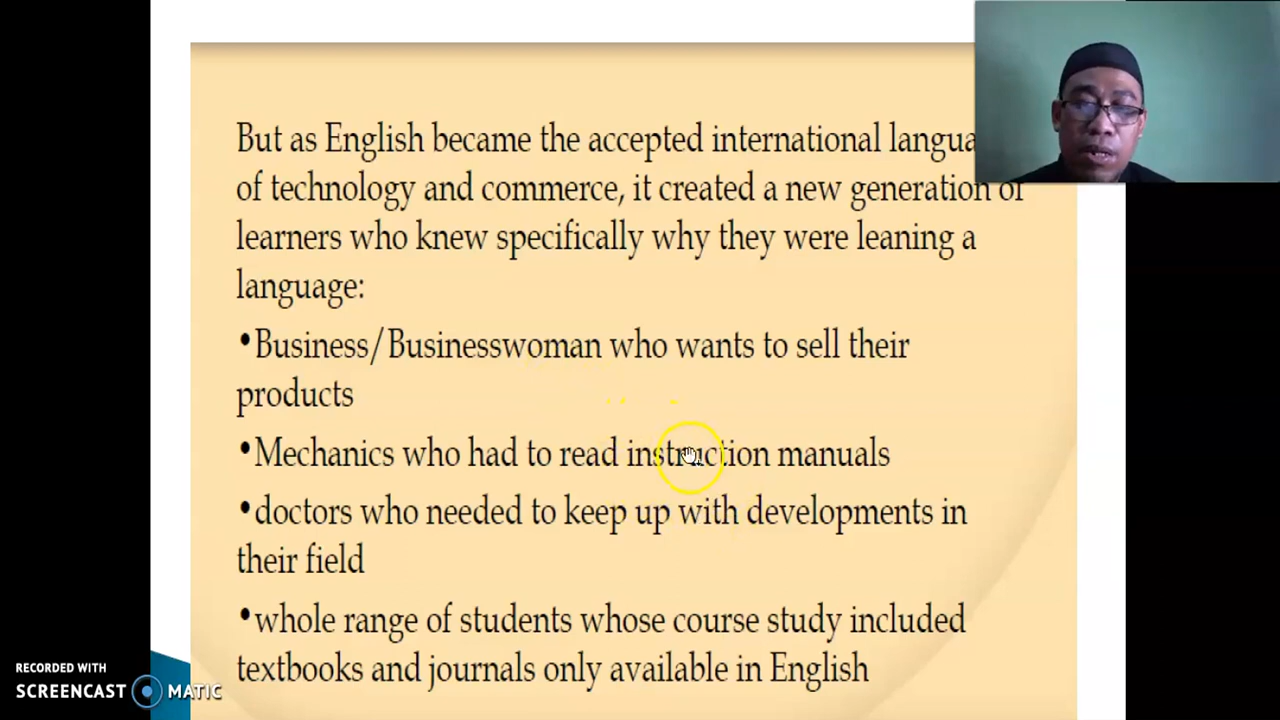 But as English became the accepted international langua
of technology and commerce, it created a new generation of
learners who knew specifically why they were leaning a
language:
•Business/Businesswoman who wants to sell their
products
•Mechanics who had to read instruction manuals
•doctors who needed to keep up with developments in
their field
•whole range of students whose course study included
textbooks and journals only available in English
RECORDED WITH
SCREENCAST MATIC